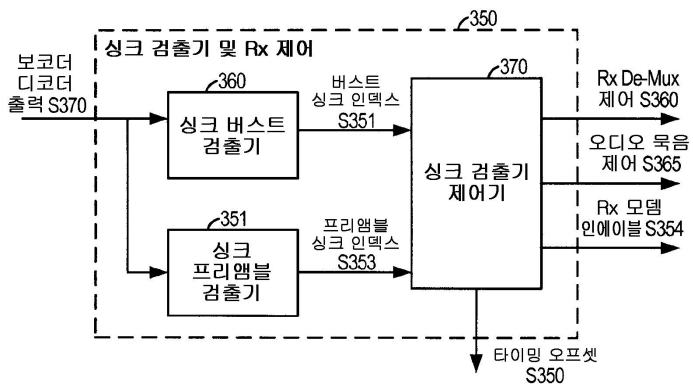 350
싱크 검출기 및 Rx 제어
보코더
디코더
출력 S370
360
싱크 버스트
검출기
버스트
싱크 인덱스
S351
370
싱크 검출기
제어기
Rx De-Mux
제어 S360
오디오 묵음
제어 S365
Rx 모뎀
인에이블 S354
351
싱크
프리앰블
검출기
프리앰블
싱크 인덱스
S353
타이밍 오프셋
S350